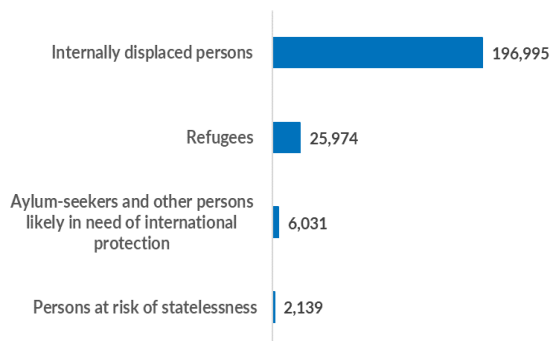 Internally displaced persons
196,995
Refugees
25,974
Aylum-seekers and other persons
likely in need of international
protection
6,031
Persons at risk of statelessness
2,139